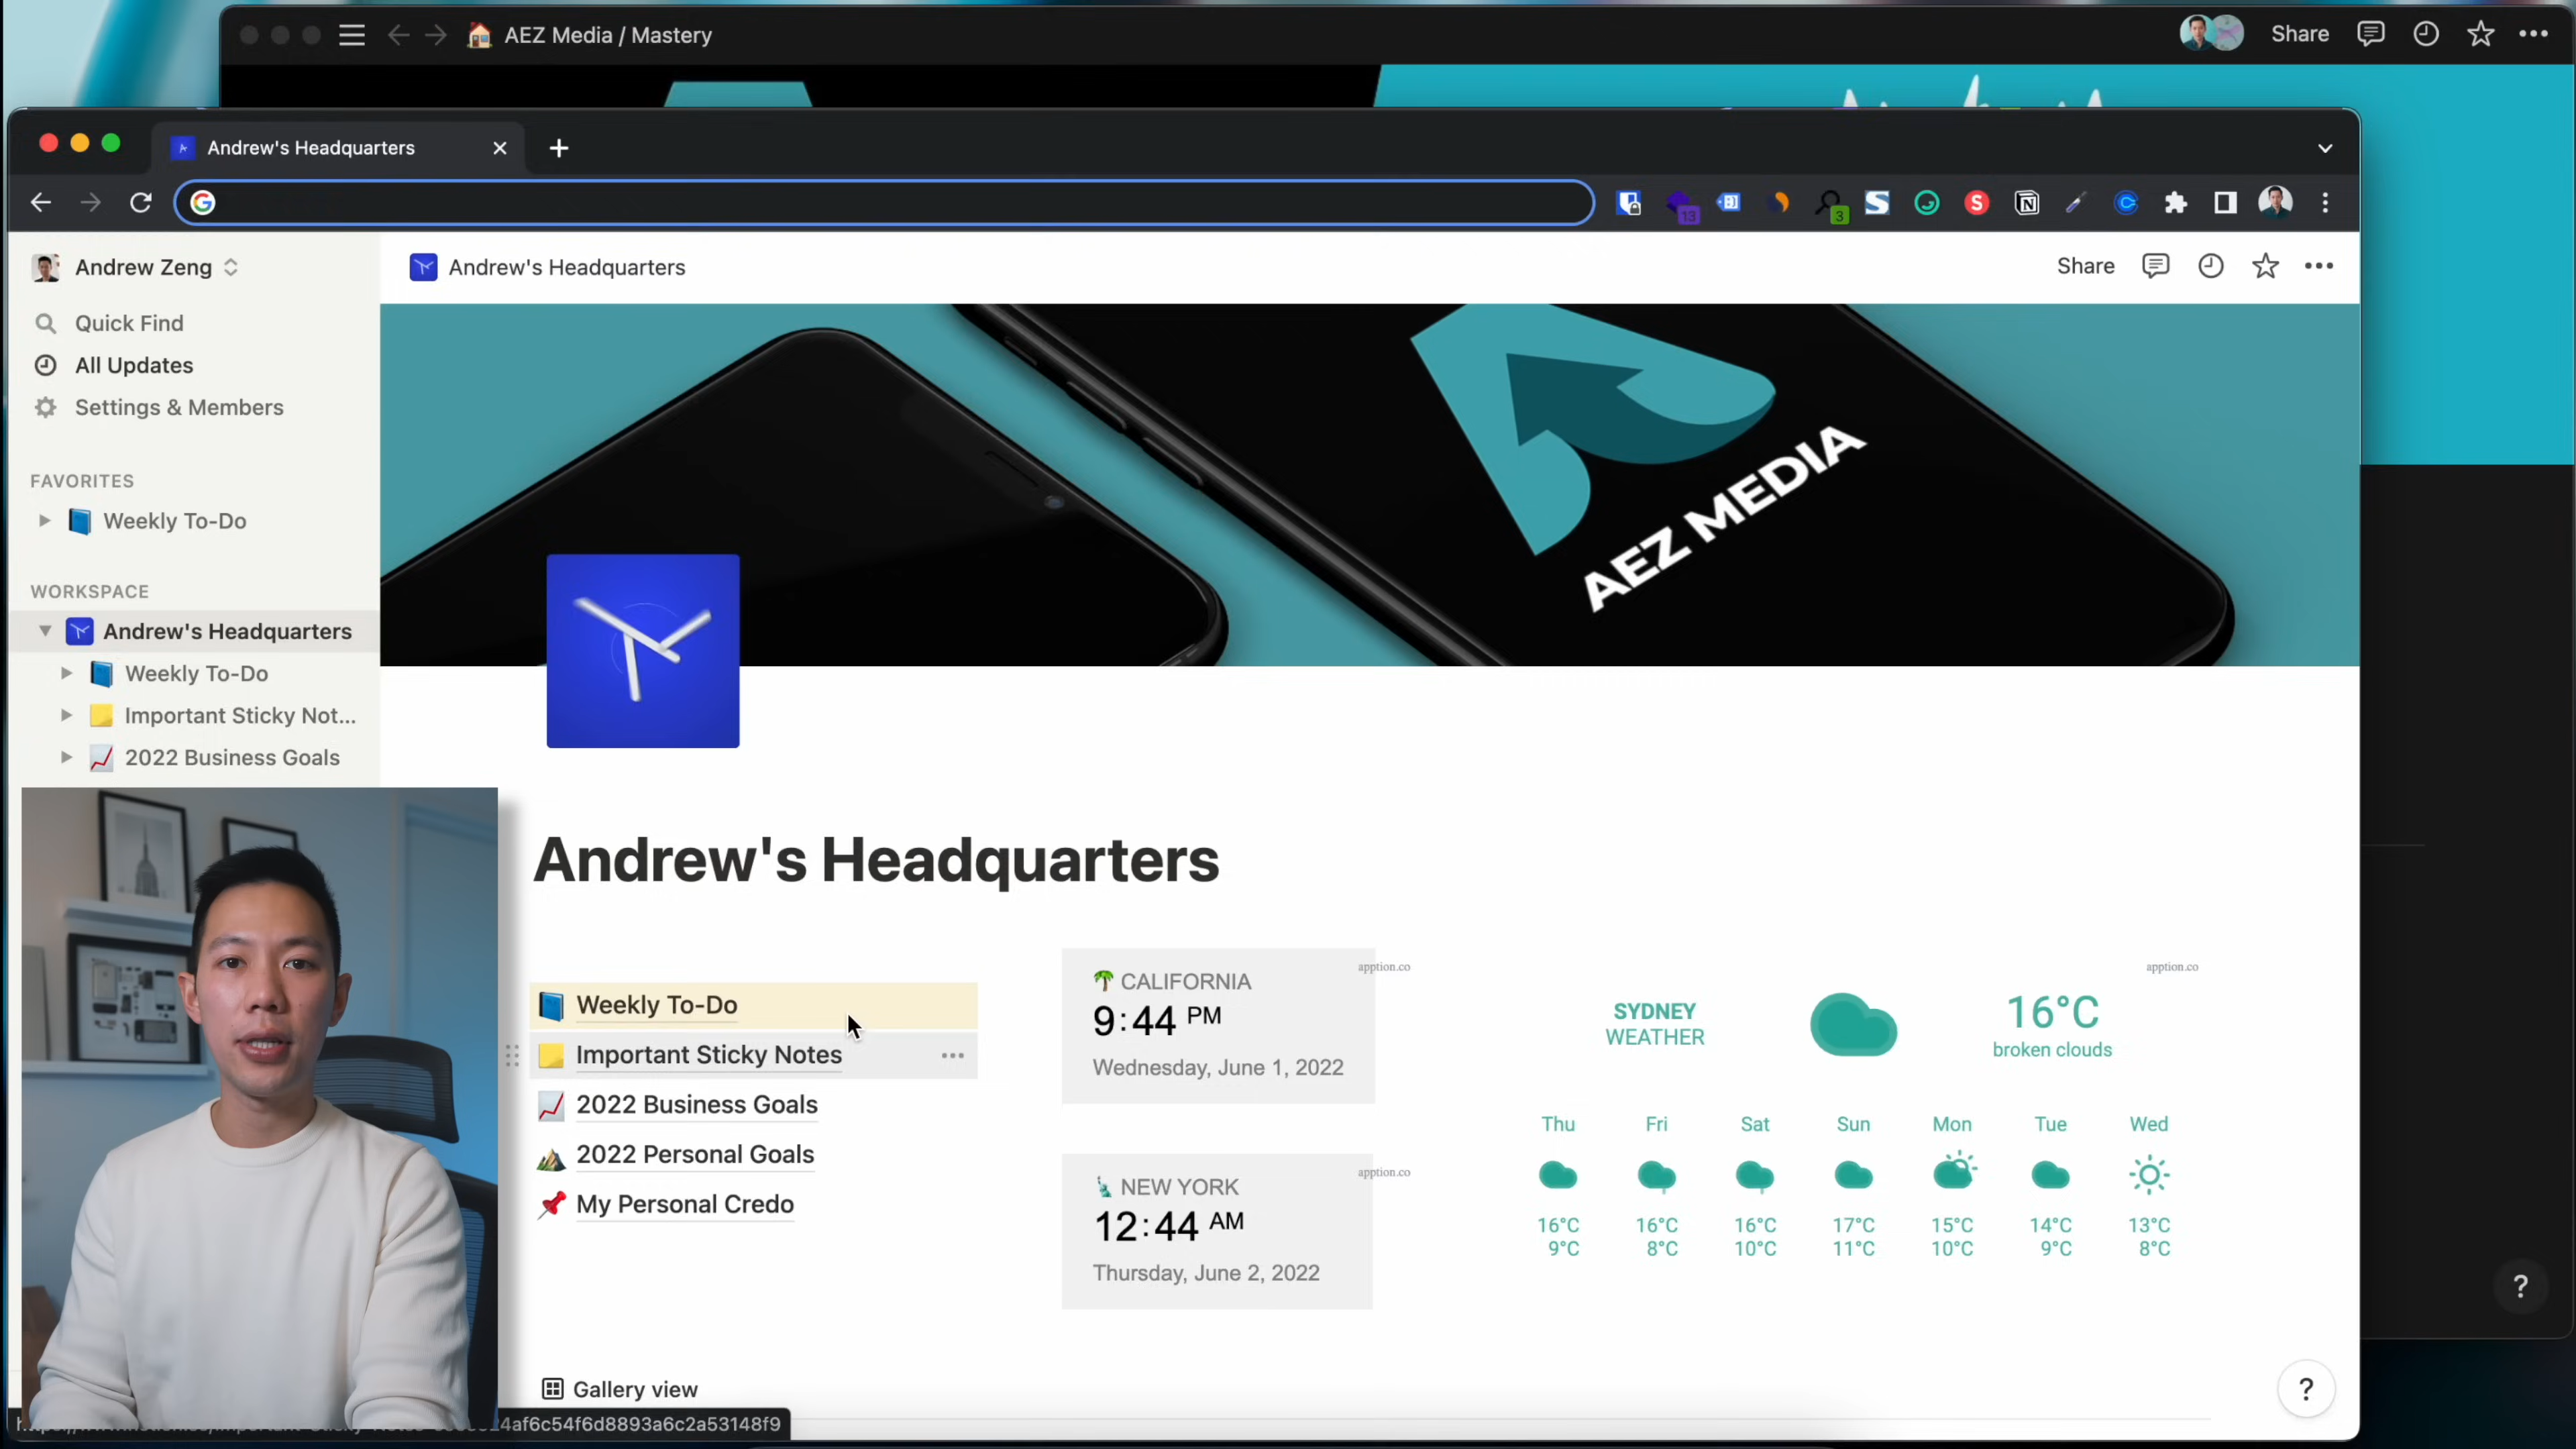 AEZ Media / Mastery
Share
Andrew's Headquarters
13
3
Andrew Zeng
Andrew's Headquarters
Share
Quick Find
All Updates
Settings & Members
FAVORITES
Weekly To-Do
WORKSPACE
Andrew's Headquarters
Weekly To-Do
Important Sticky Not...
2022 Business Goals
AEZ MEDIA
Andrew's Headquarters
Weekly To-Do
Important Sticky Notes
2022 Business Goals
2022 Personal Goals
My Personal Credo
CALIFORNIA
apption.co
9:44 PM
Wednesday, June 1, 2022
NEW YORK
apption.co
12:44 AM
Thursday, June 2, 2022
apption.co
SYDNEY
WEATHER
16°C
broken clouds
Thu Fri Sat Sun Mon Tue Wed
16°C 16°C 16°C 17°C 15°C 14°C 13°C
9°C 8°C 10°C 11°C 10°C 9°C 8°C
Gallery view
?
?
24af6c54f6d8893a6c2a53148f9